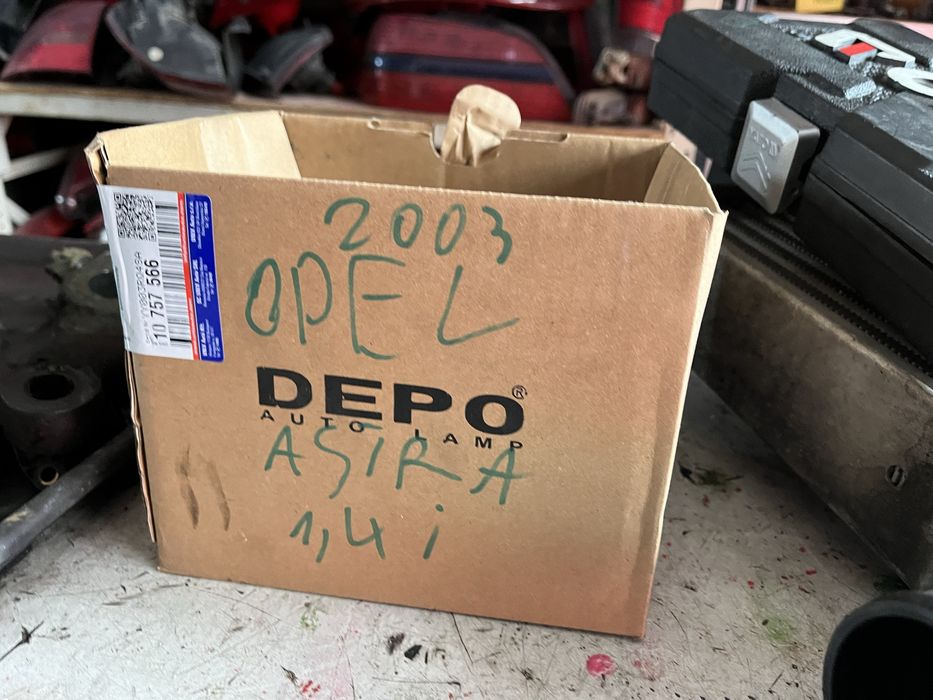 2003
OPEL
DEPO®
AUTO LAMP
ASTRA
1,4 i
10 757 566